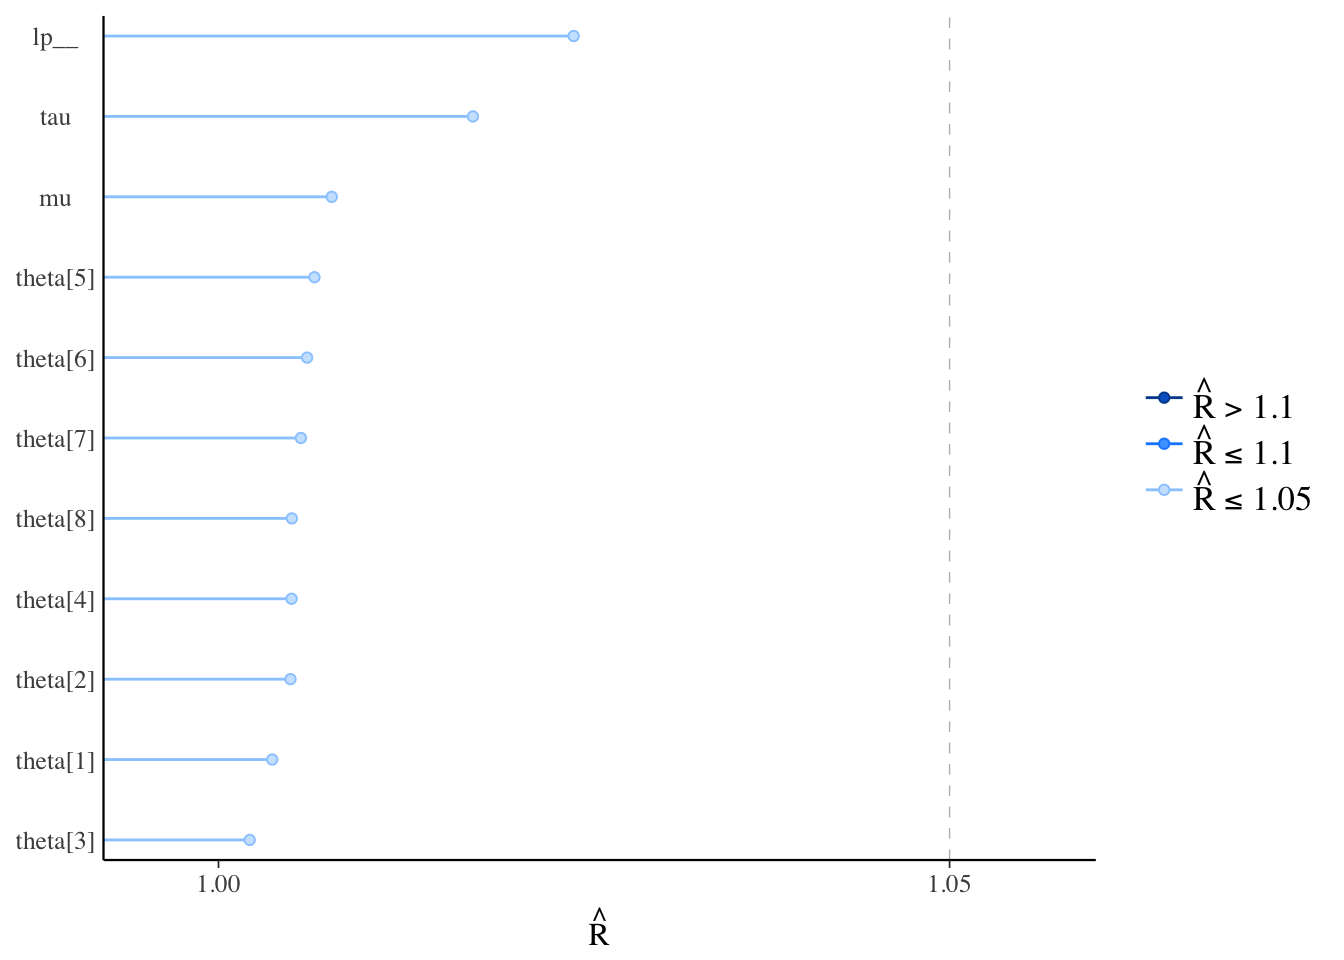 lp__
tau
mu
theta[5]
theta[6]
theta[7]
theta[8]
theta[4]
theta[2]
theta[1]
theta[3]
1.00
1.05
R̂
R̂ > 1.1
R̂ ≤ 1.1
R̂ ≤ 1.05